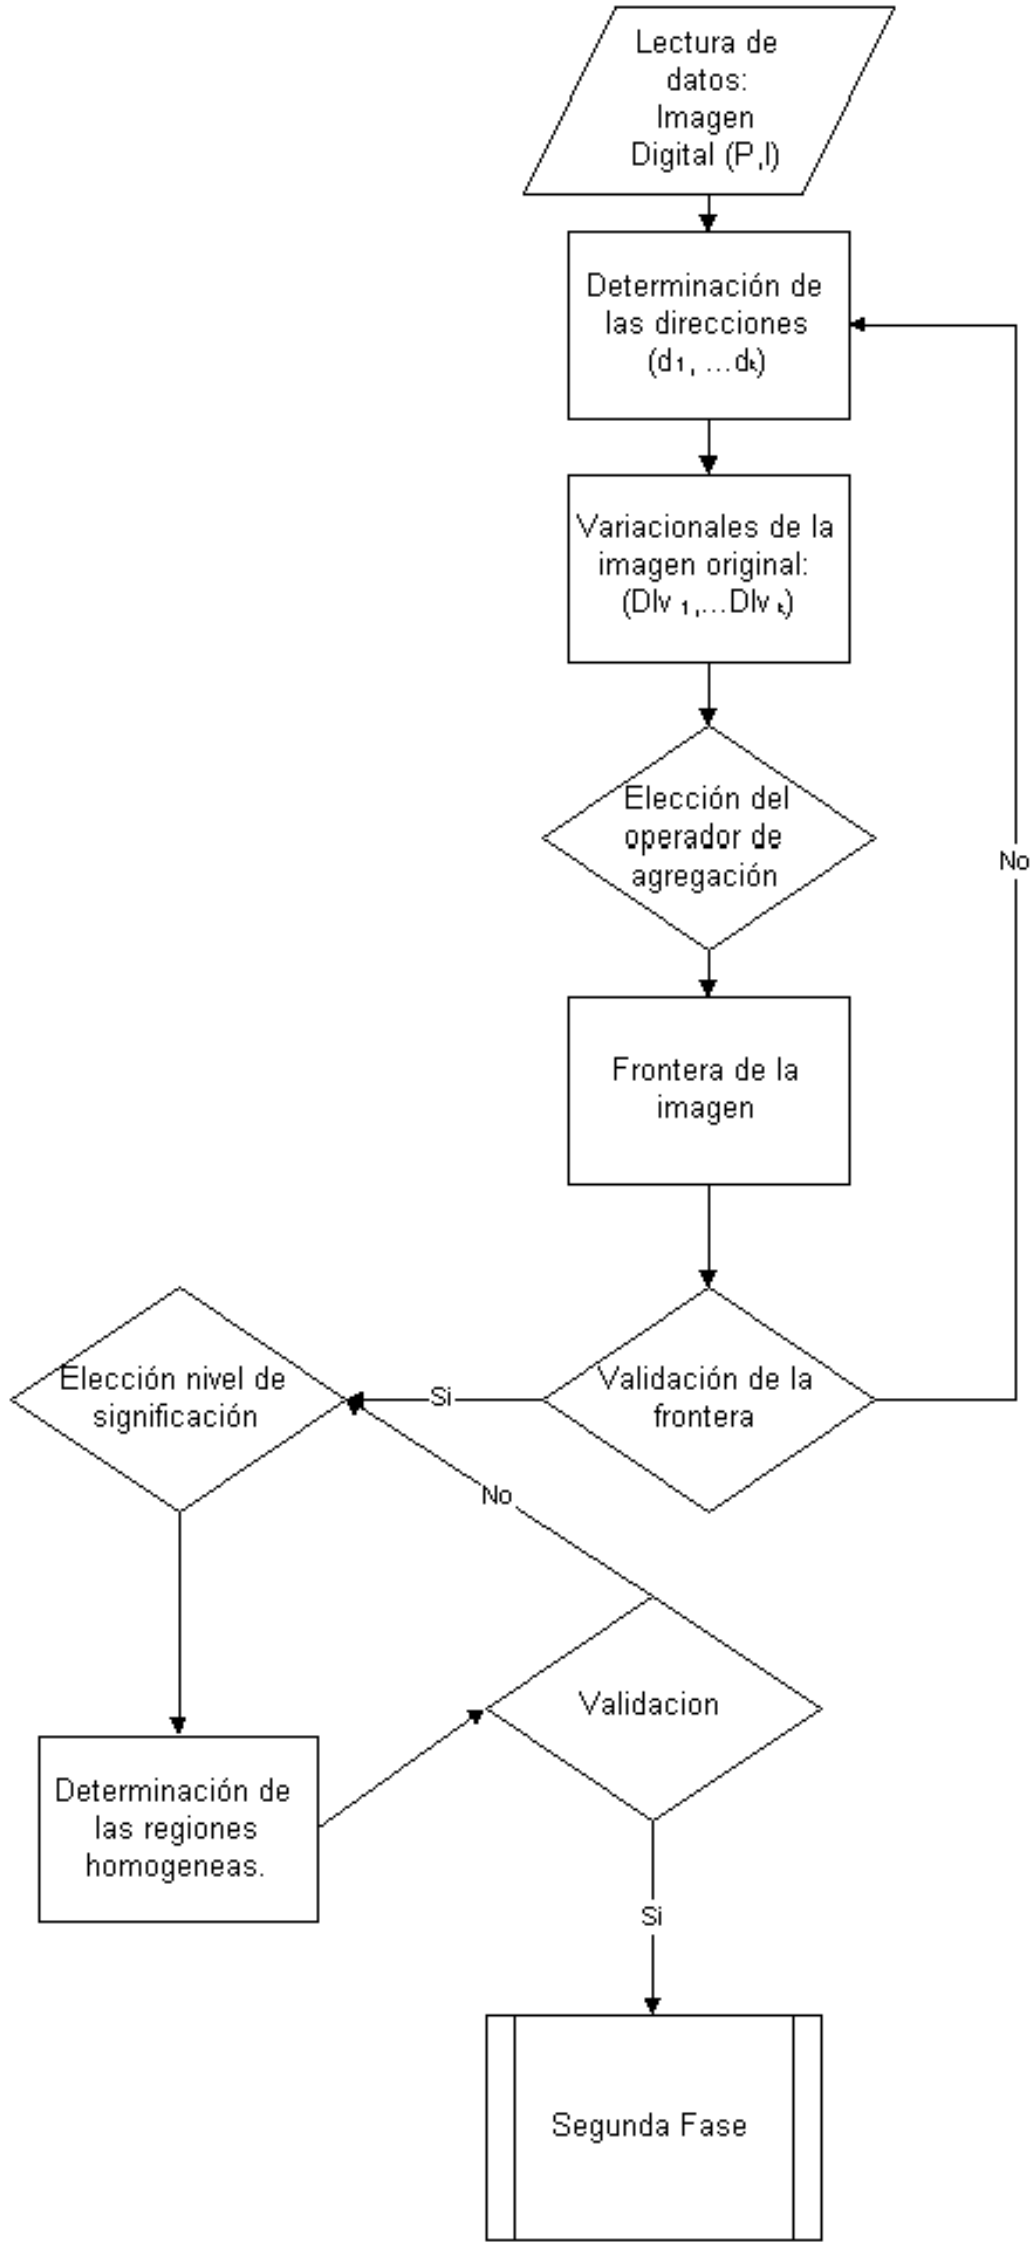 Lectura de
datos:
Imagen
Digital (P,I)
Determinación de
las direcciones
(d 1, ...dk)
Variacionales de la
imagen original:
(DIv 1,...DIv k)
Elección del
operador de
agregación
No
Frontera de la
imagen
Validación de la
frontera
Si
Elección nivel de
significación
No
Validacion
Determinación de
las regiones
homogeneas.
Si
Segunda Fase